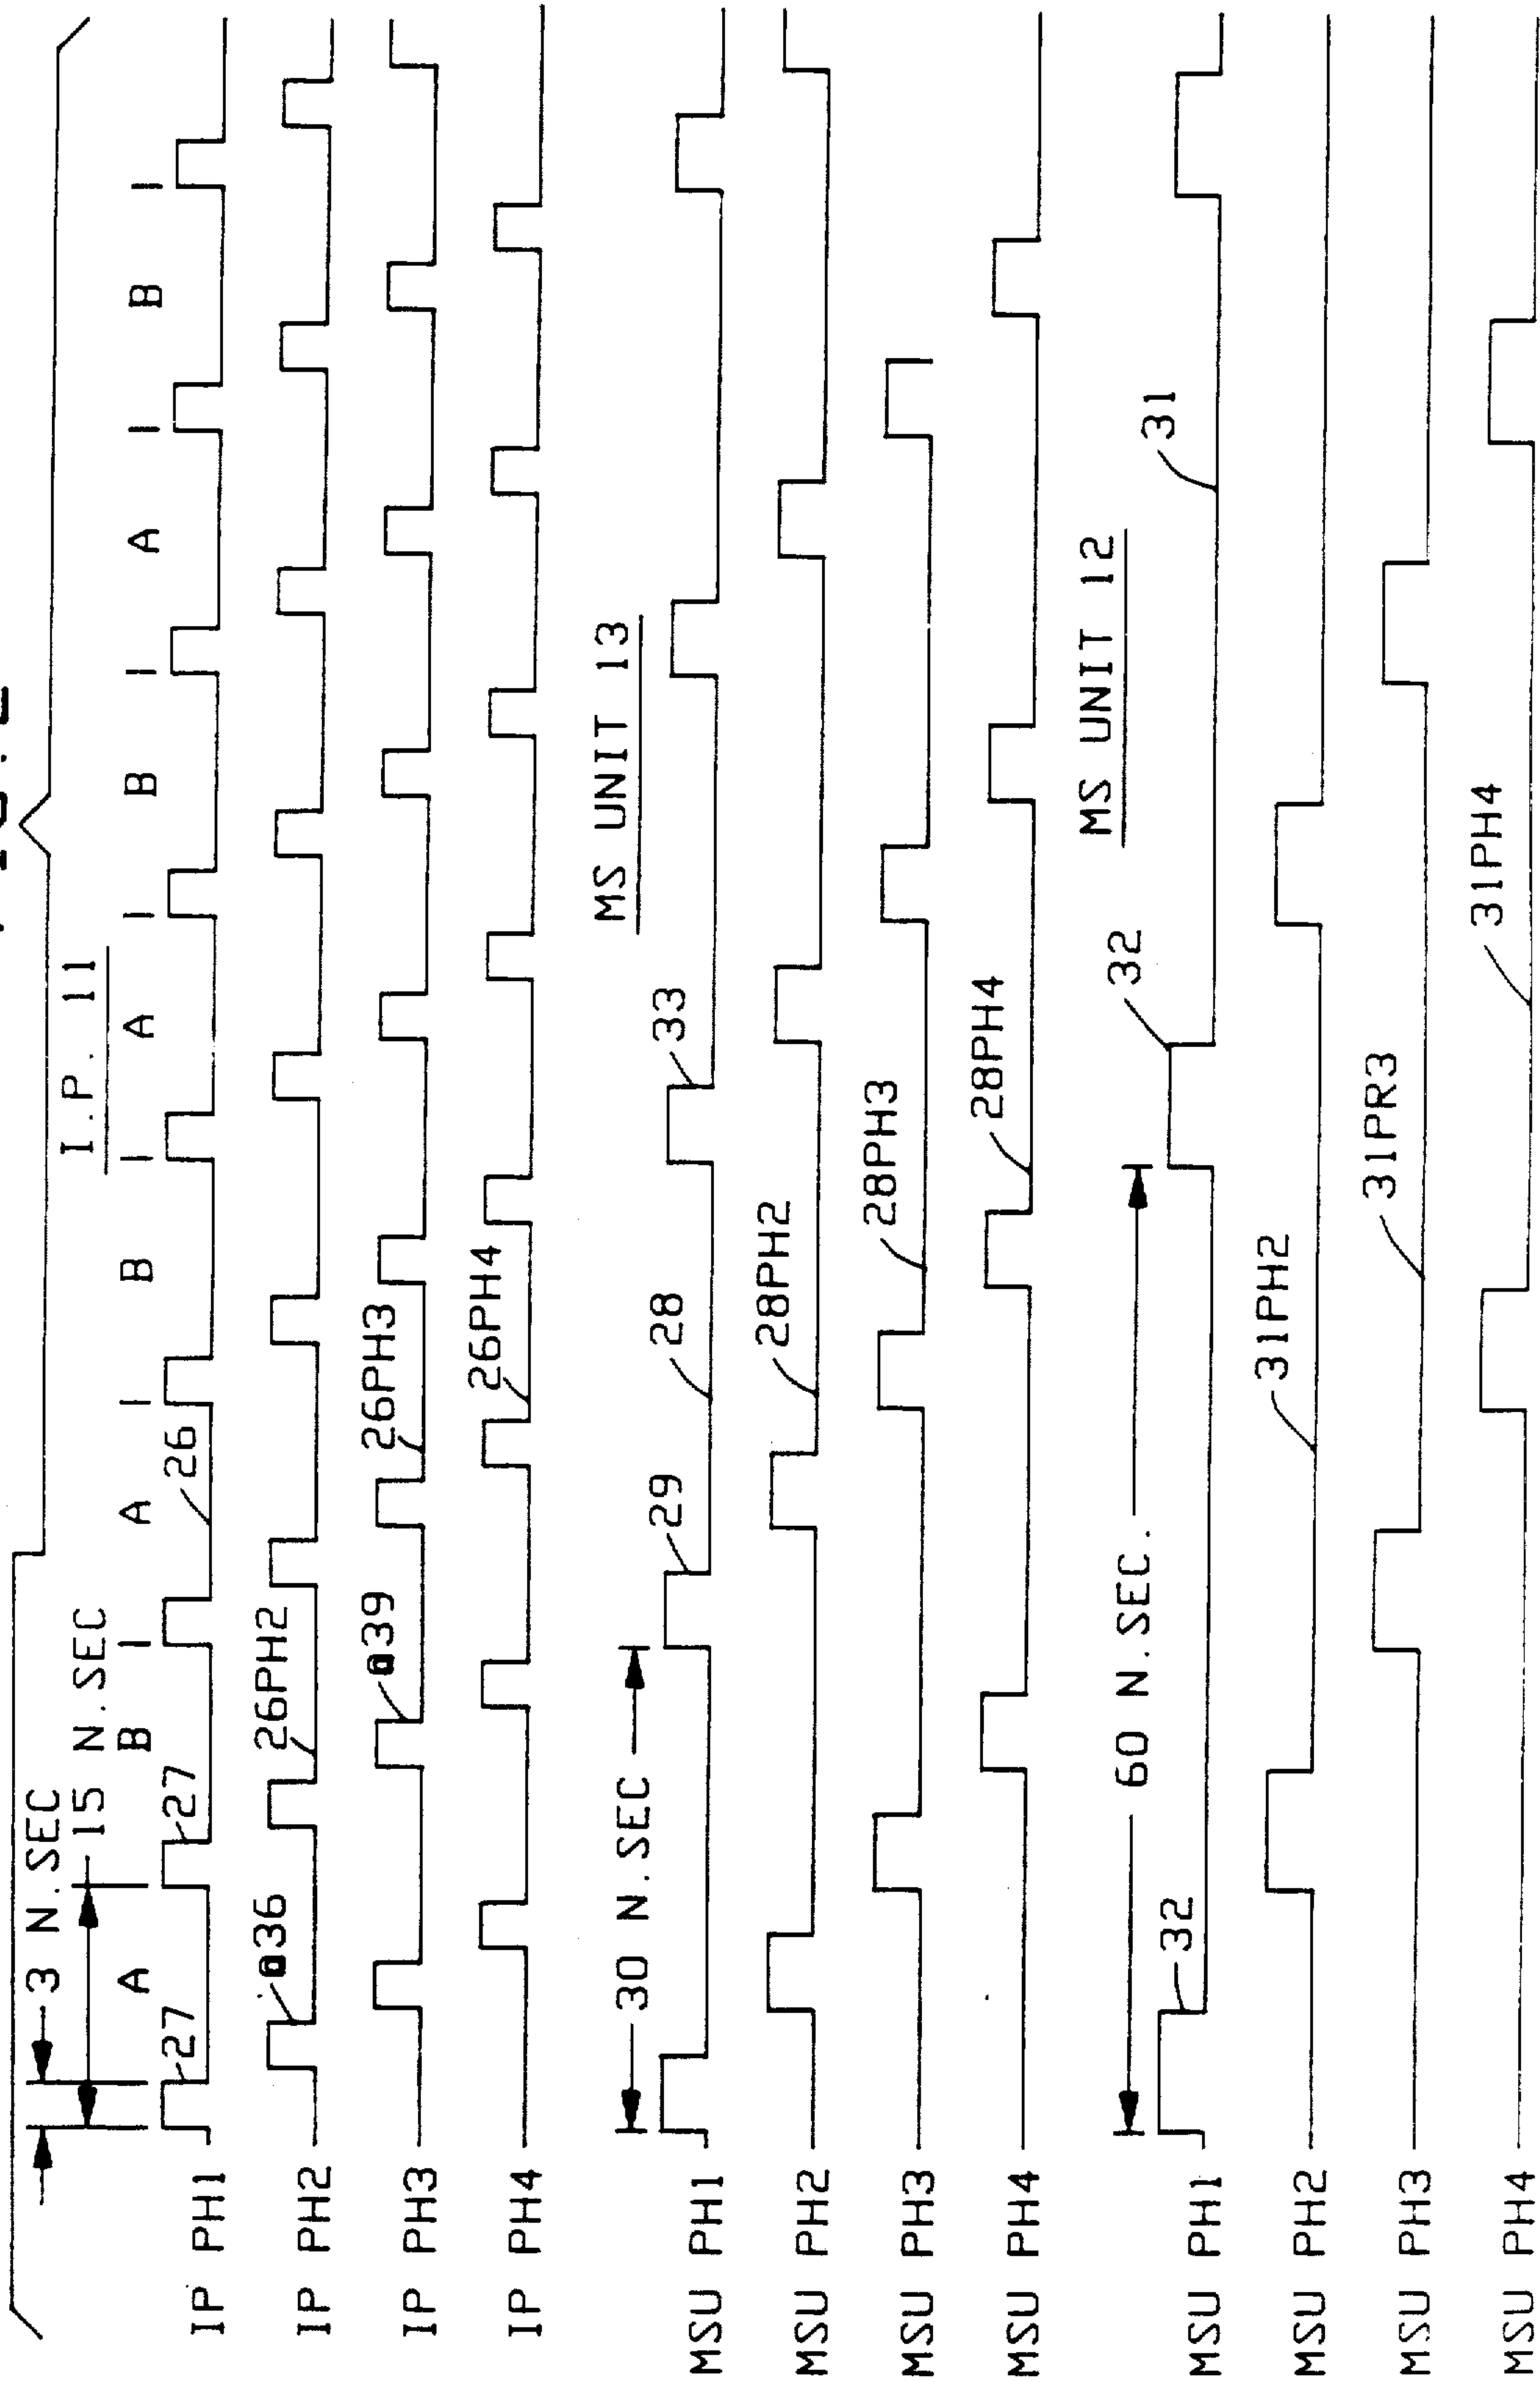 I.P. 11
3 N.SEC
15 N.SEC
A B A B A B A B
IP PH1
27
27
26
IP PH2
@36
26PH2
IP PH3
@39
26PH3
IP PH4
26PH4
MS UNIT 13
30 N.SEC
MSU PH1
29
28
33
MSU PH2
28PH2
MSU PH3
28PH3
MSU PH4
28PH4
MS UNIT 12
60 N.SEC.
MSU PH1
32
32
31
MSU PH2
31PH2
MSU PH3
31PR3
MSU PH4
31PH4